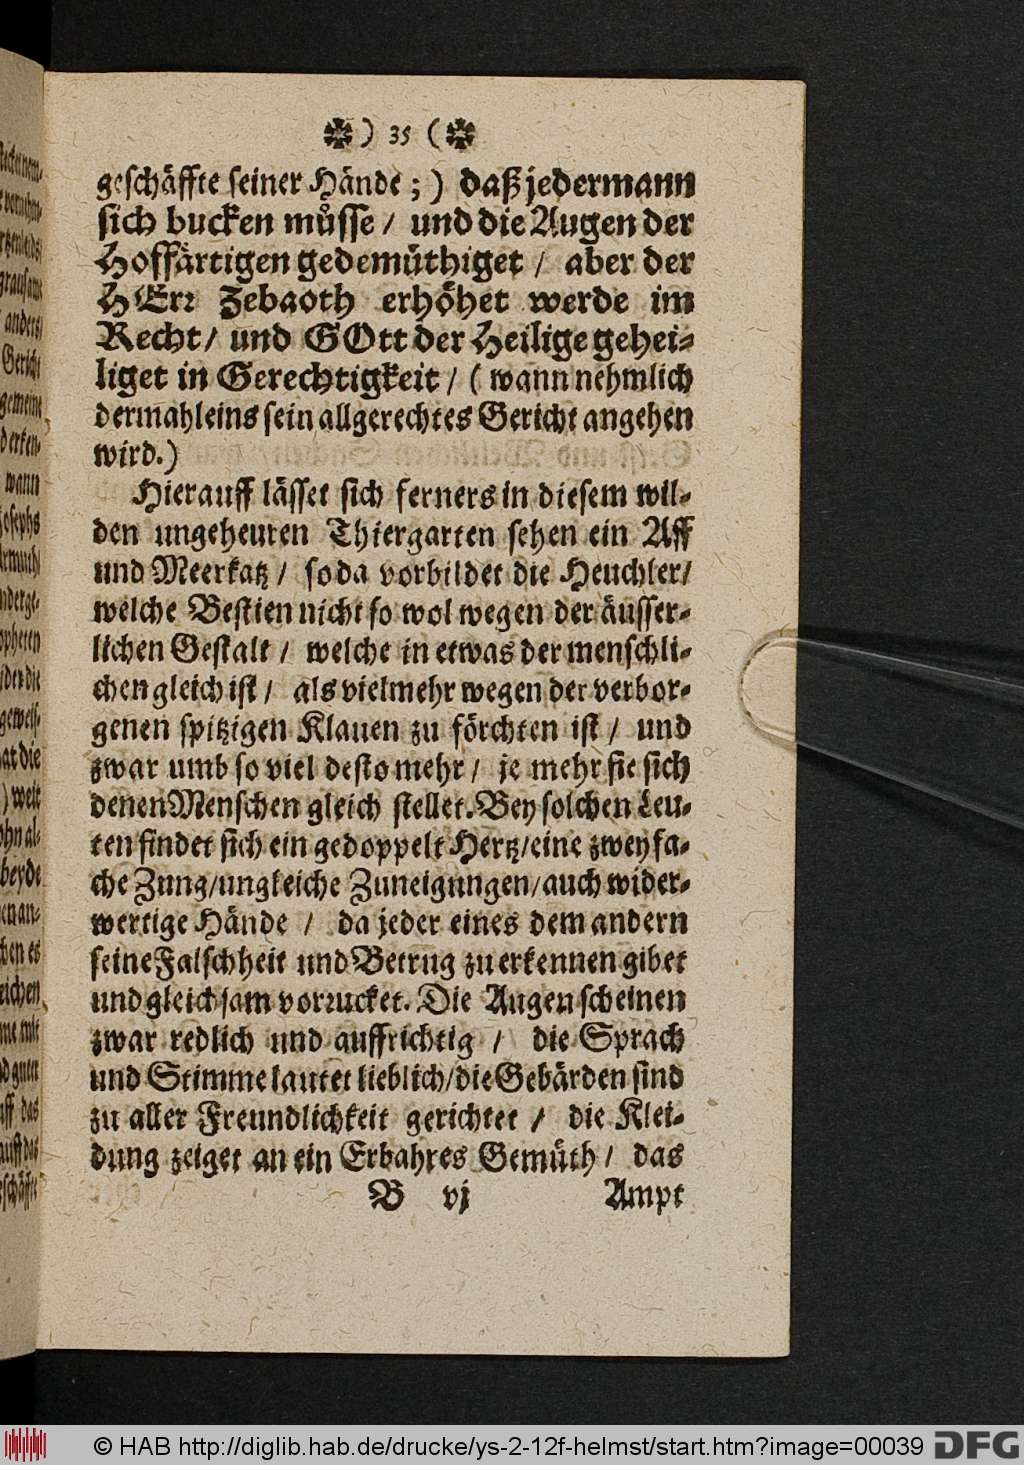 ) 35 (
geschäffte seiner Hände ; ) daß jedermann
sich bucken müsse / und die Augen der
Hoffärtigen gedemüthiget / aber der
HErr Zebaoth erhöhet werde im
Recht / und GOtt der Heilige gehei-
liget in Gerechtigkeit / ( wann nehmlich
dermahleins sein allgerechtes Gericht angehen
wird.)
Hierauff lässet sich ferners in diesem wil-
den ungeheuren Thiergarten sehen ein Aff
und Meerkatz / so da vorbildet die Heuchler /
welche Bestien nicht so wol wegen der äusser-
lichen Gestalt / welche in etwas der menschli-
chen gleich ist / als vielmehr wegen der verbor-
genen spitzigen Klauen zu förchten ist / und
zwar umb so viel desto mehr / je mehr sie sich
denen Menschen gleich stellet. Bey solchen Leu-
ten findet sich ein gedoppelt Hertz / eine zweyfa-
che Zung / ungleiche Zuneigungen / auch wider-
wertige Hände / da jeder eines dem andern
seine Falschheit und Betrug zu erkennen gibet
und gleichsam vorrucket. Die Augen scheinen
zwar redlich und auffrichtig / die Sprach
und Stimme lautet lieblich / die Gebärden sind
zu aller Freundlichkeit gerichtet / die Klei-
dung zeiget an ein Erbahres Gemüth / das
B vj Ampt
© HAB http://diglib.hab.de/drucke/ys-2-12f-helmst/start.htm?image=00039 DFG